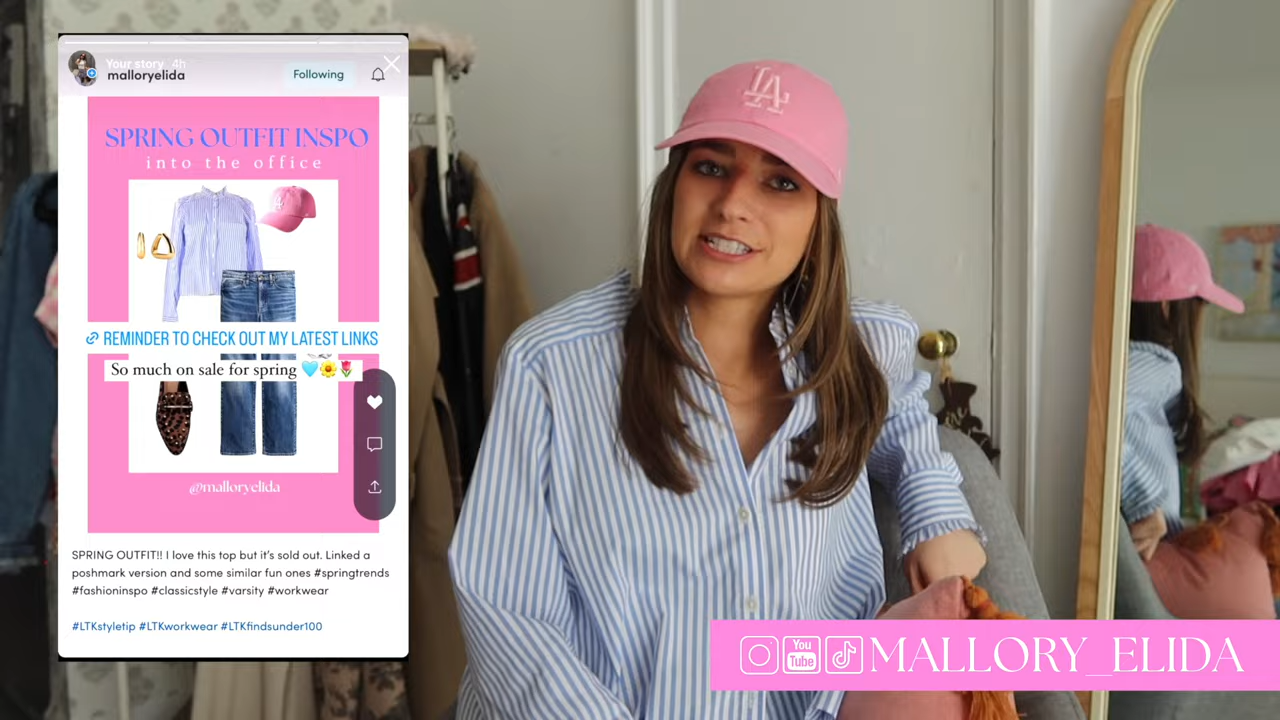 Your story 4h
malloryelida
Following
SPRING OUTFIT INSPO
into the office
REMINDER TO CHECK OUT MY LATEST LINKS
So much on sale for spring 🩵🌼🌷
@malloryelida
SPRING OUTFIT!! I love this top but it's sold out. Linked a
poshmark version and some similar fun ones #springtrends
#fashioninspo #classicstyle #varsity #workwear
#LTKstyletip #LTKworkwear #LTKfindsunder100
LA
You
Tube
MALLORY_ELIDA